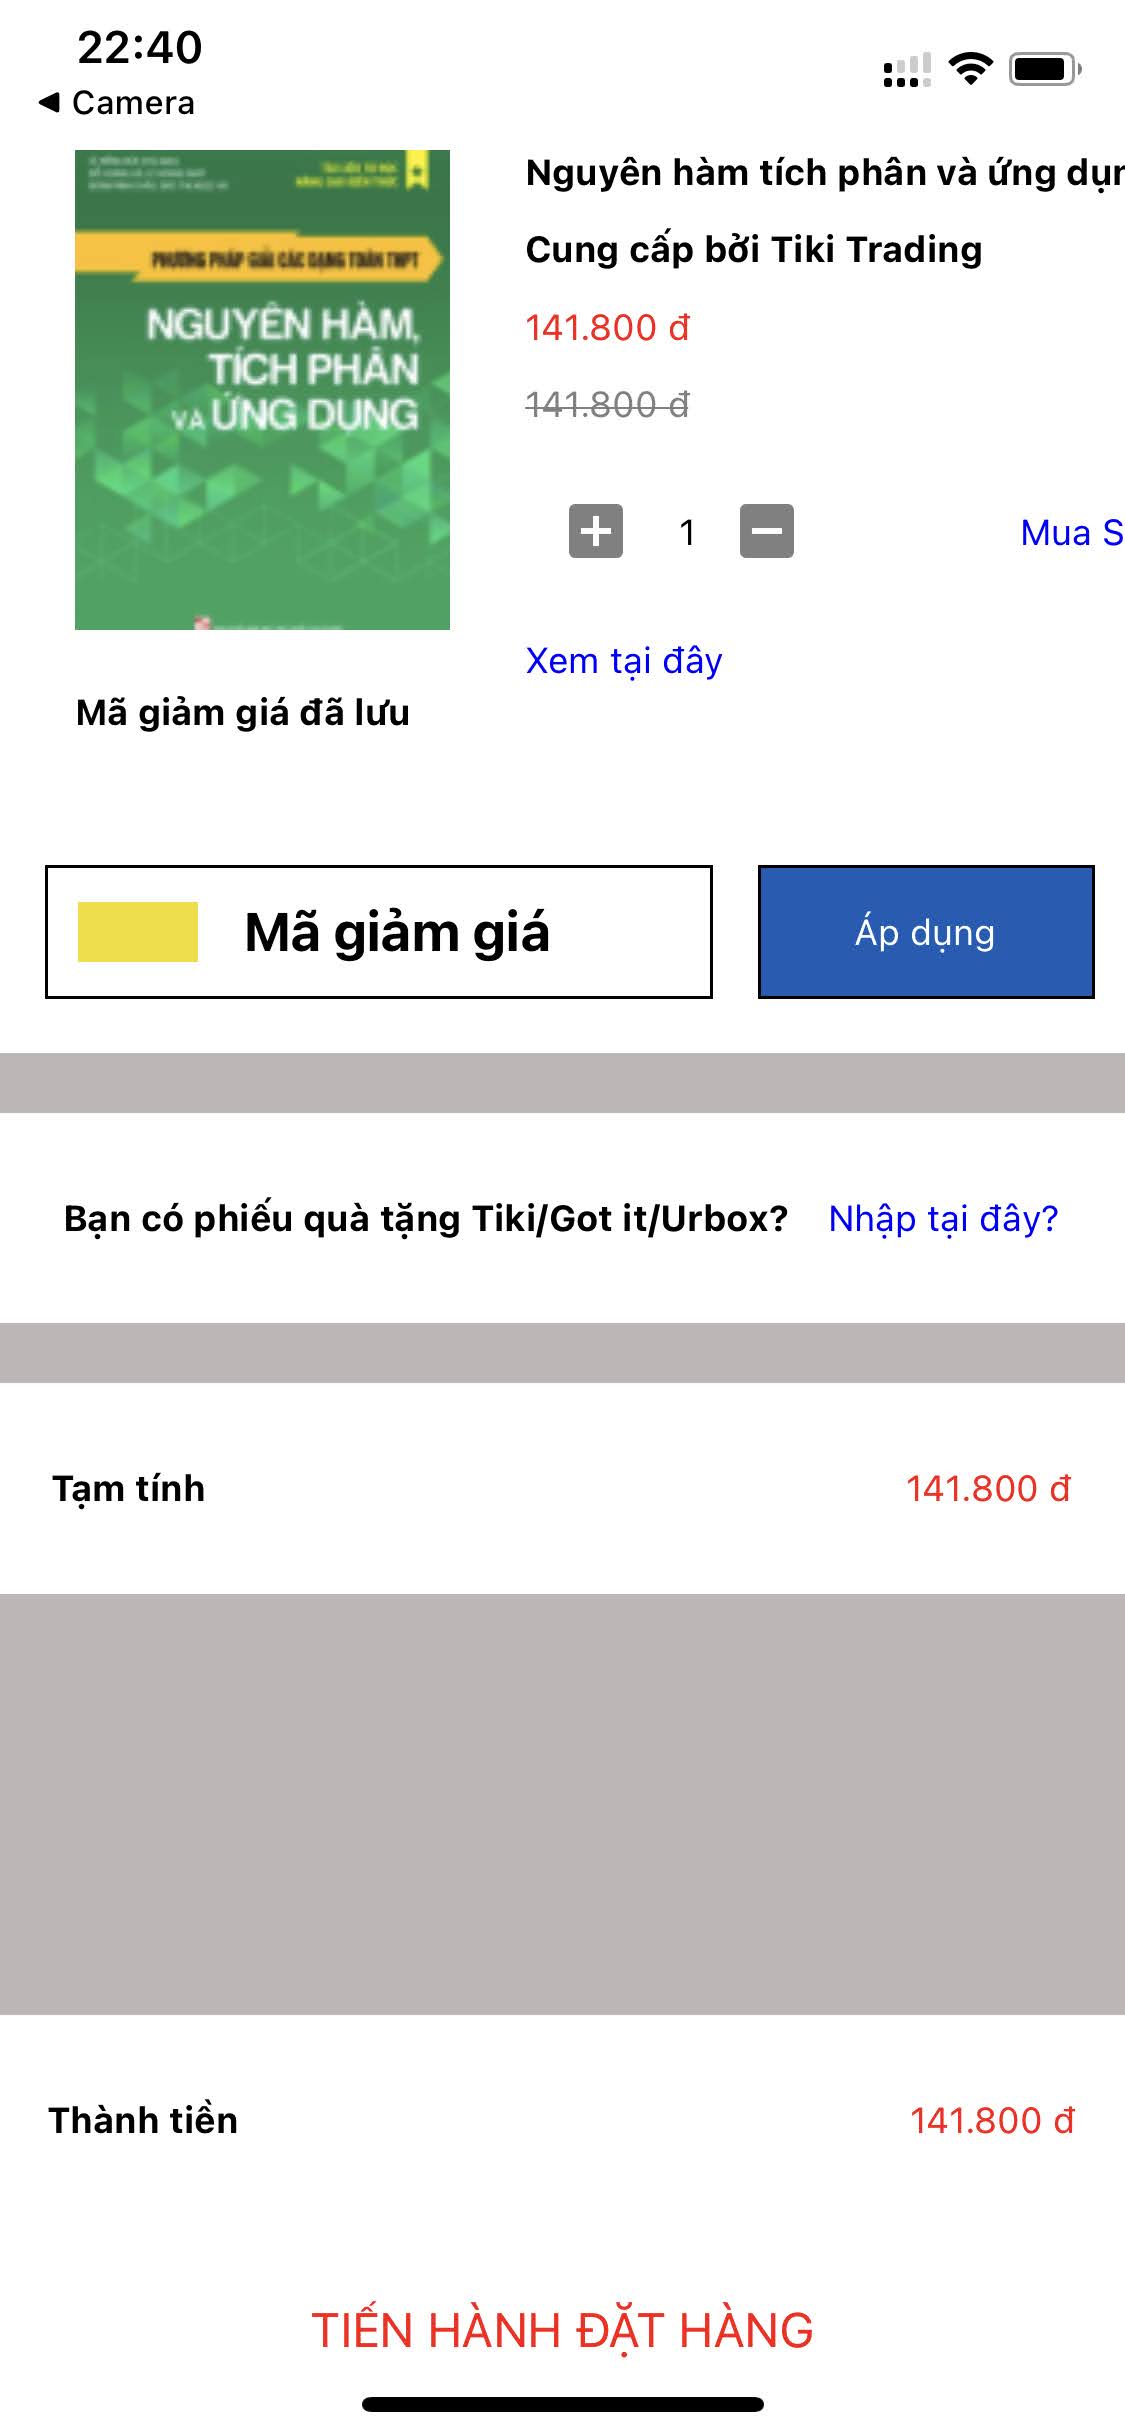 22:40
Camera
PHƯƠNG PHÁP GIẢI CÁC DẠNG TOÁN THPT
NGUYÊN HÀM,
TÍCH PHÂN
VÀ ỨNG DỤNG
Nguyên hàm tích phân và ứng dụn
Cung cấp bởi Tiki Trading
141.800 đ
141.800 đ
1
Mua S
Xem tại đây
Mã giảm giá đã lưu
Mã giảm giá
Áp dụng
Bạn có phiếu quà tặng Tiki/Got it/Urbox? Nhập tại đây?
Tạm tính 141.800 đ
Thành tiền 141.800 đ
TIẾN HÀNH ĐẶT HÀNG